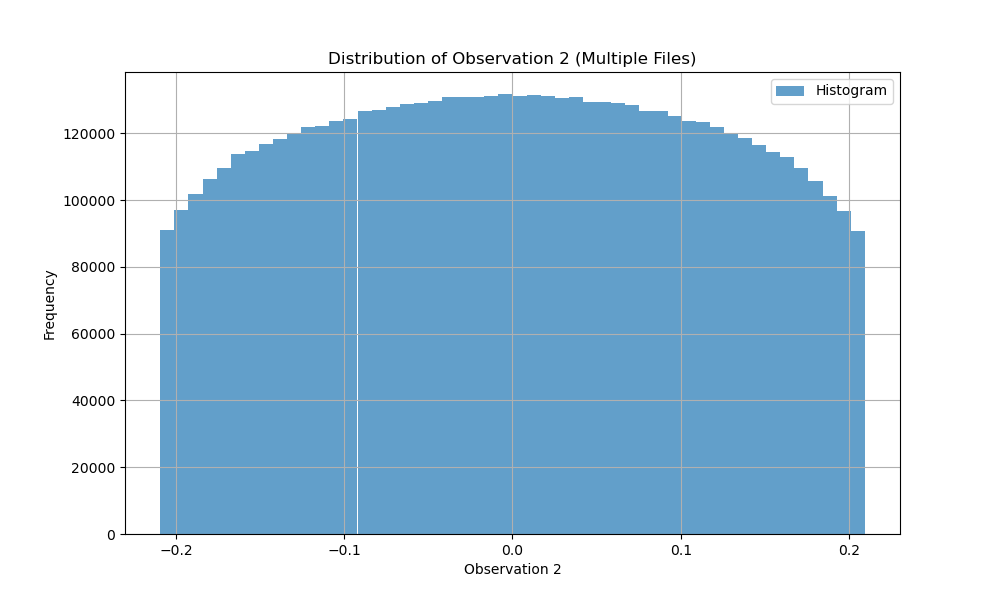 Distribution of Observation 2 (Multiple Files)
Histogram
120000
100000
80000
60000
40000
20000
0
Frequency
−0.2 −0.1 0.0 0.1 0.2
Observation 2